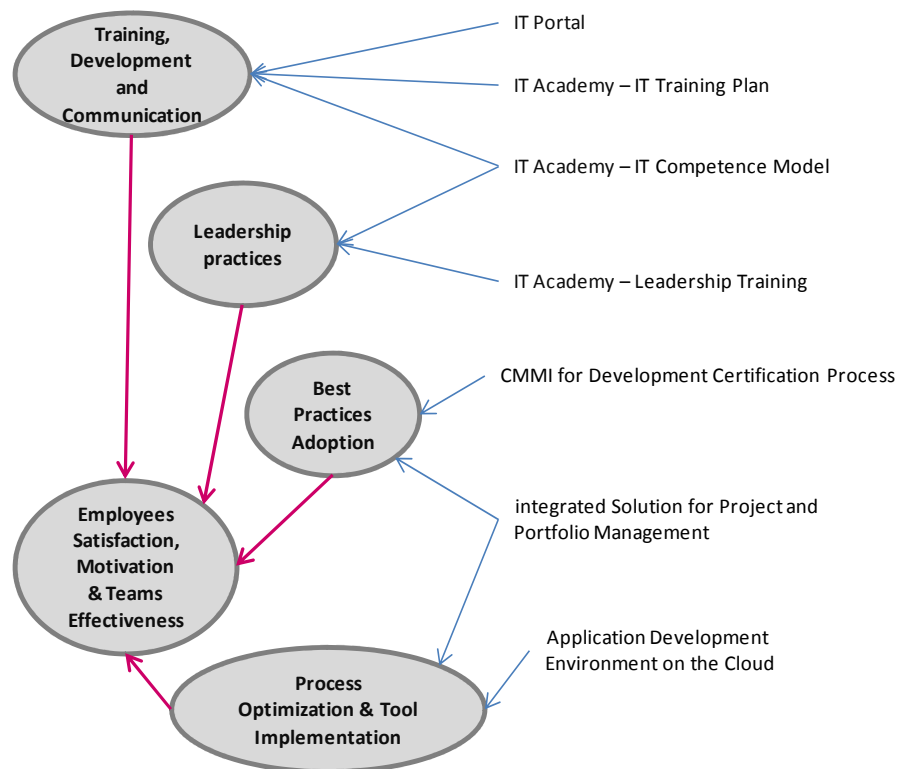 Training,
Development
and
Communication
IT Portal
IT Academy – IT Training Plan
IT Academy – IT Competence Model
Leadership
practices
IT Academy – Leadership Training
CMMI for Development Certification Process
Best
Practices
Adoption
integrated Solution for Project and
Portfolio Management
Employees
Satisfaction,
Motivation
& Teams
Effectiveness
Application Development
Environment on the Cloud
Process
Optimization & Tool
Implementation